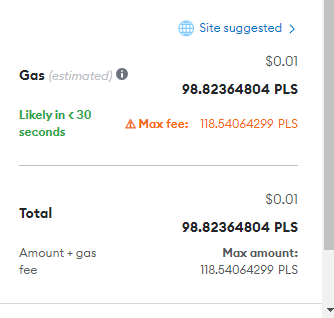 Site suggested >
Gas (estimated)
$0.01
98.82364804 PLS
Likely in < 30
seconds
Max fee: 118.54064299 PLS
Total
$0.01
98.82364804 PLS
Amount + gas
fee
Max amount:
118.54064299 PLS